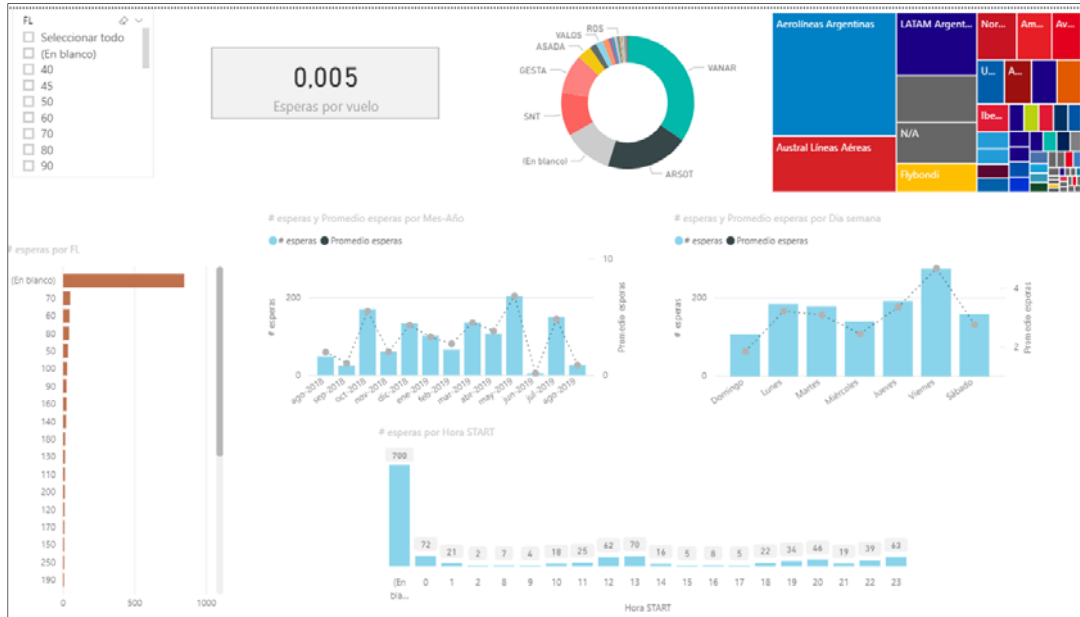 FL
Seleccionar todo
(En blanco)
40
45
50
60
70
80
90
0,005
Esperas por vuelo
ROS
VALOS
ASADA
GESTA
SNT
(En blanco)
VANAR
ARSOT
Aerolíneas Argentinas
Austral Líneas Aéreas
LATAM Argent...
N/A
Flybondi
Nor...
Am...
Av...
U...
A...
Ibe...
# esperas por FL
(En blanco)
70
60
80
50
100
90
160
140
180
130
110
200
120
170
150
250
190
0
500
1000
# esperas y Promedio esperas por Mes-Año
# esperas
Promedio esperas
# esperas
200
0
10
0
Promedio esperas
ago-2018
sep-2018
oct-2018
nov-2018
dic-2018
ene-2019
feb-2019
mar-2019
abr-2019
may-2019
jun-2019
jul-2019
ago-2019
# esperas y Promedio esperas por Dia semana
# esperas
Promedio esperas
# esperas
200
0
4
2
Promedio esperas
Domingo
Lunes
Martes
Miércoles
Jueves
Viernes
Sábado
# esperas por Hora START
700
72
21
2
7
4
18
25
62
70
16
5
8
5
22
34
46
19
39
63
(En
bla...
0
1
2
8
9
10
11
12
13
14
15
16
17
18
19
20
21
22
23
Hora START